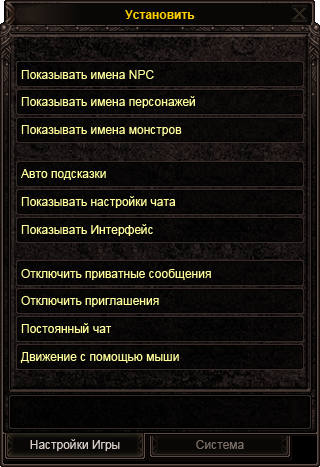 Установить
Показывать имена NPC
Показывать имена персонажей
Показывать имена монстров
Авто подсказки
Показывать настройки чата
Показывать Интерфейс
Отключить приватные сообщения
Отключить приглашения
Постоянный чат
Движение с помощью мыши
Настройки Игры Система